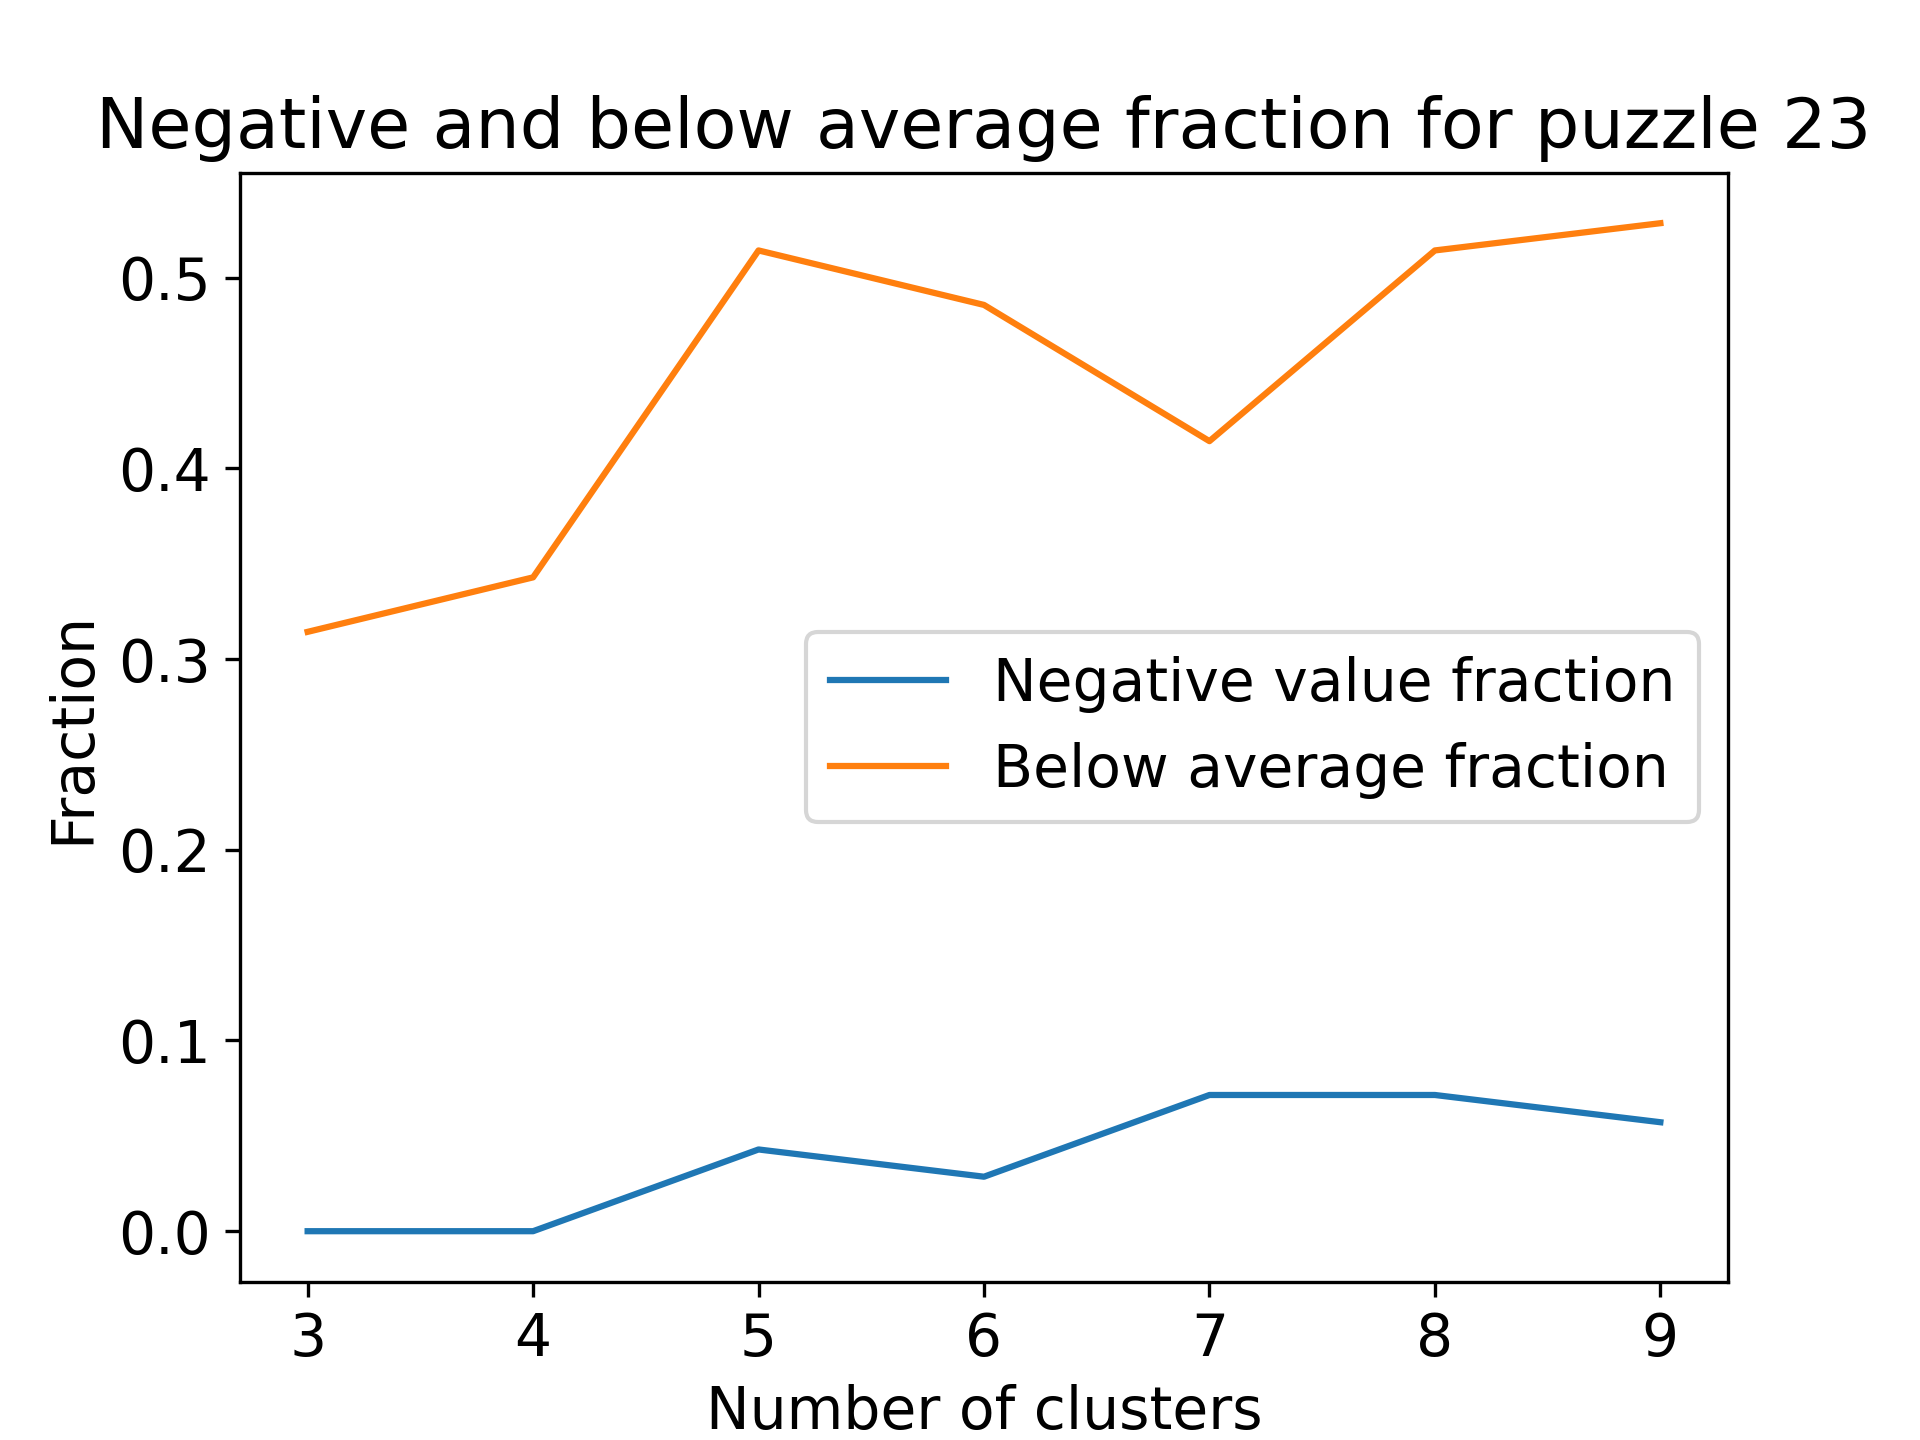 Negative and below average fraction for puzzle 23
Fraction
0.5
0.4
0.3
0.2
0.1
0.0
Negative value fraction
Below average fraction
3 4 5 6 7 8 9
Number of clusters